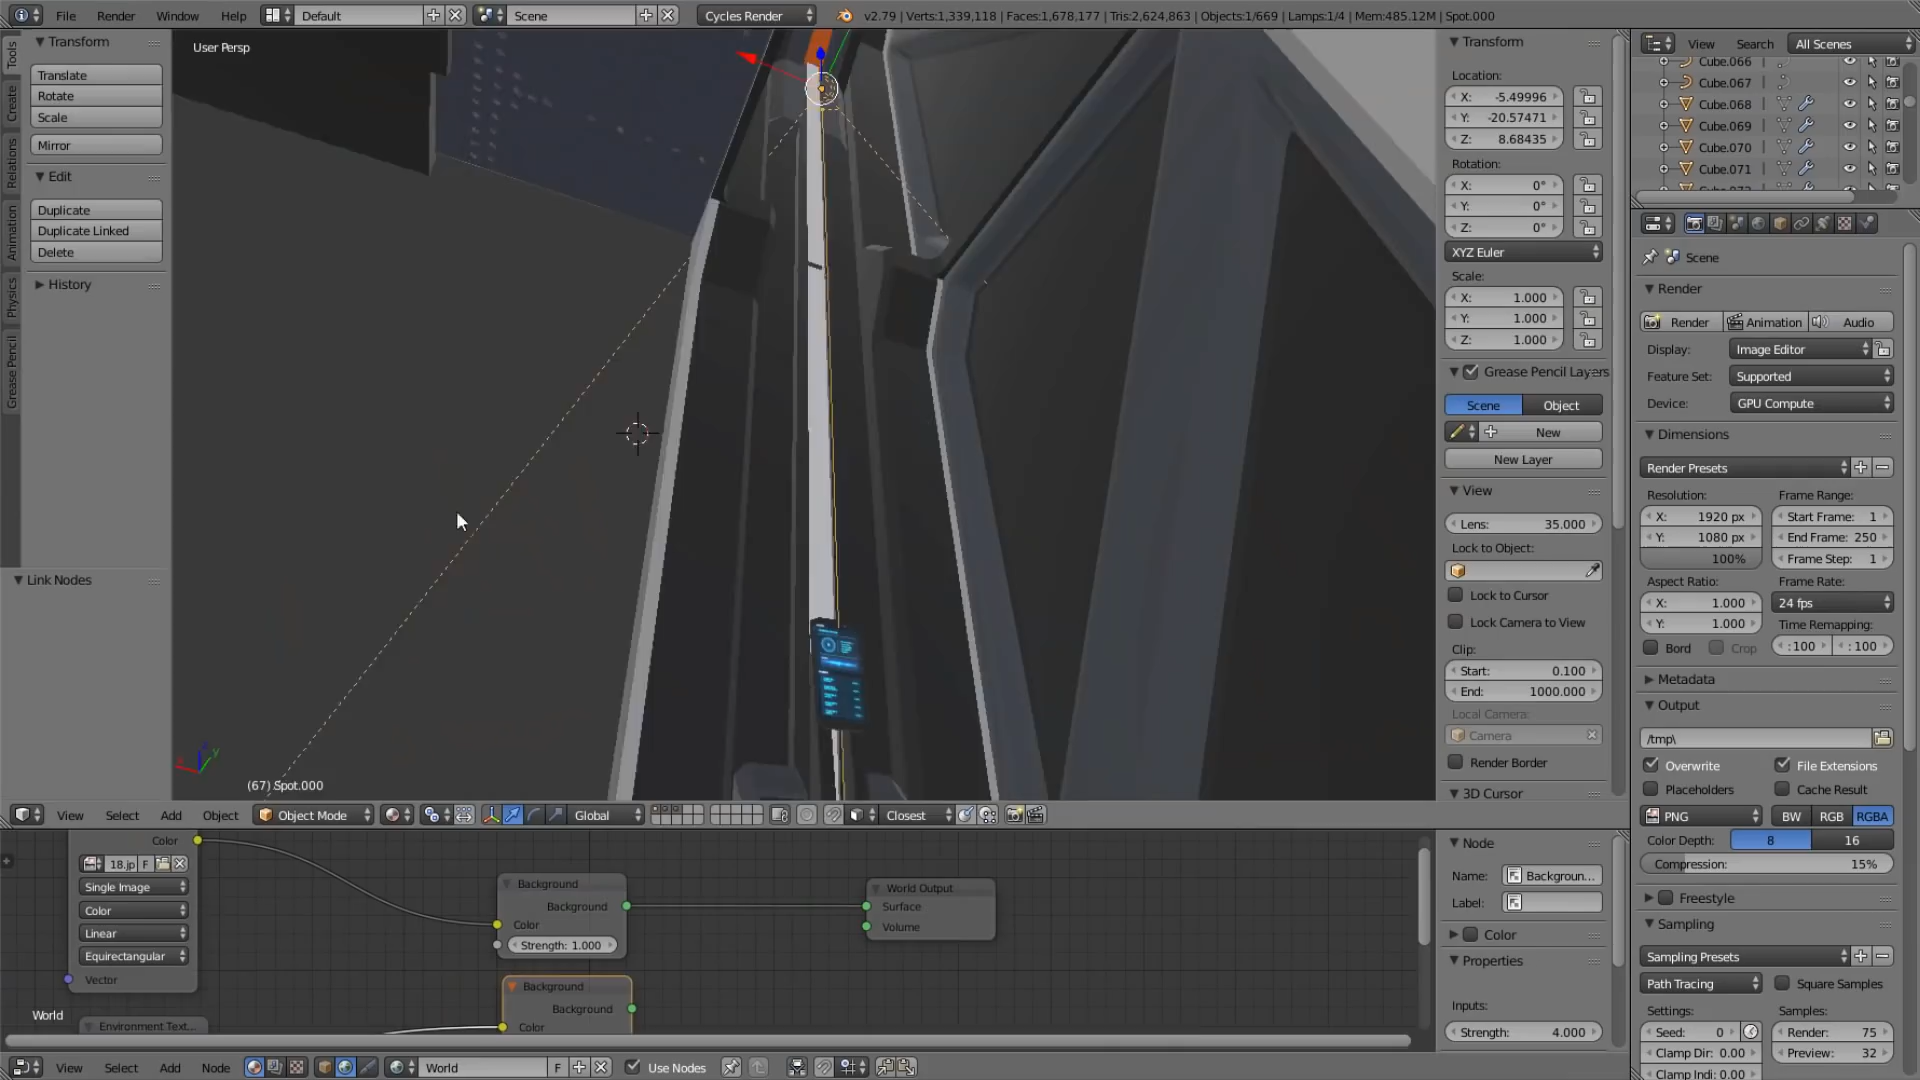 File Render Window Help Default Scene Cycles Render v2.79 | Verts:1,339,118 | Faces:1,678,177 | Tris:2,624,863 | Objects:1/669 | Lamps:1/4 | Mem:485.12M | Spot.000
Tools
Create
Relations
Animation
Physics
Grease Pencil
Transform
Translate
Rotate
Scale
Mirror
Edit
Duplicate
Duplicate Linked
Delete
History
Link Nodes
User Persp
(67) Spot.000
Transform
Location:
X: -5.49996
Y: -20.57471
Z: 8.68435
Rotation:
X: 0°
Y: 0°
Z: 0°
XYZ Euler
Scale:
X: 1.000
Y: 1.000
Z: 1.000
Grease Pencil Layers
Scene Object
New
New Layer
View
Lens: 35.000
Lock to Object:
Lock to Cursor
Lock Camera to View
Clip:
Start: 0.100
End: 1000.000
Local Camera:
Camera
Render Border
3D Cursor
View Search All Scenes
Cube.066
Cube.067
Cube.068
Cube.069
Cube.070
Cube.071
Scene
Render
Render Animation Audio
Display: Image Editor
Feature Set: Supported
Device: GPU Compute
Dimensions
Render Presets
Resolution: Frame Range:
X: 1920 px Start Frame: 1
Y: 1080 px End Frame: 250
100% Frame Step: 1
Aspect Ratio: Frame Rate:
X: 1.000 24 fps
Y: 1.000 Time Remapping:
Bord Crop :100 :100
Metadata
Output
/tmp\
Overwrite File Extensions
Placeholders Cache Result
PNG BW RGB RGBA
Color Depth: 8 16
Compression: 15%
Freestyle
Sampling
Sampling Presets
Path Tracing Square Samples
Settings: Samples:
Seed: 0 Render: 75
Clamp Dir: 0.00 Preview: 32
Clamp Indi: 0.00
View Select Add Object Object Mode Global Closest
Color
18.jp F
Single Image
Color
Linear
Equirectangular
Vector
Environment Text...
World
Background
Background
Color
Strength: 1.000
Background
Background
Color
World Output
Surface
Volume
Node
Name: Backgroun...
Label:
Color
Properties
Inputs:
Strength: 4.000
View Select Add Node World F Use Nodes